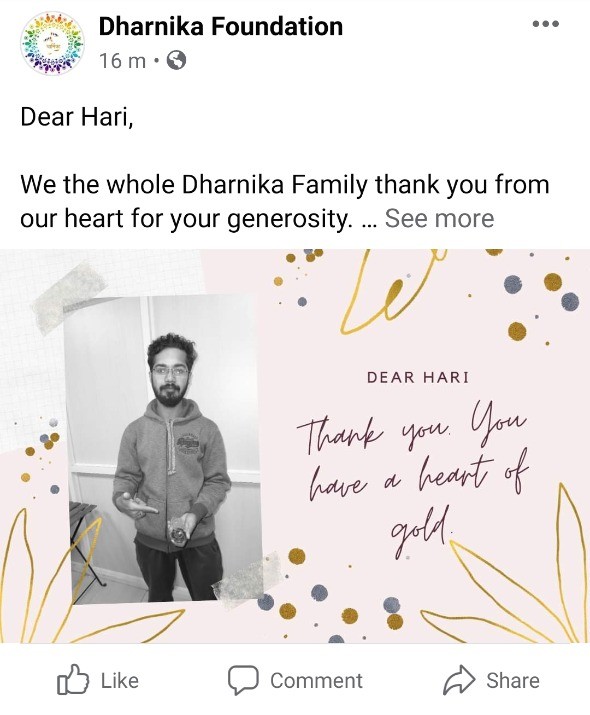 Dharnika Foundation
16 m
Dear Hari,
We the whole Dharnika Family thank you from
our heart for your generosity. ... See more
DEAR HARI
Thank you. You
have a heart of
gold.
Like
Comment
Share